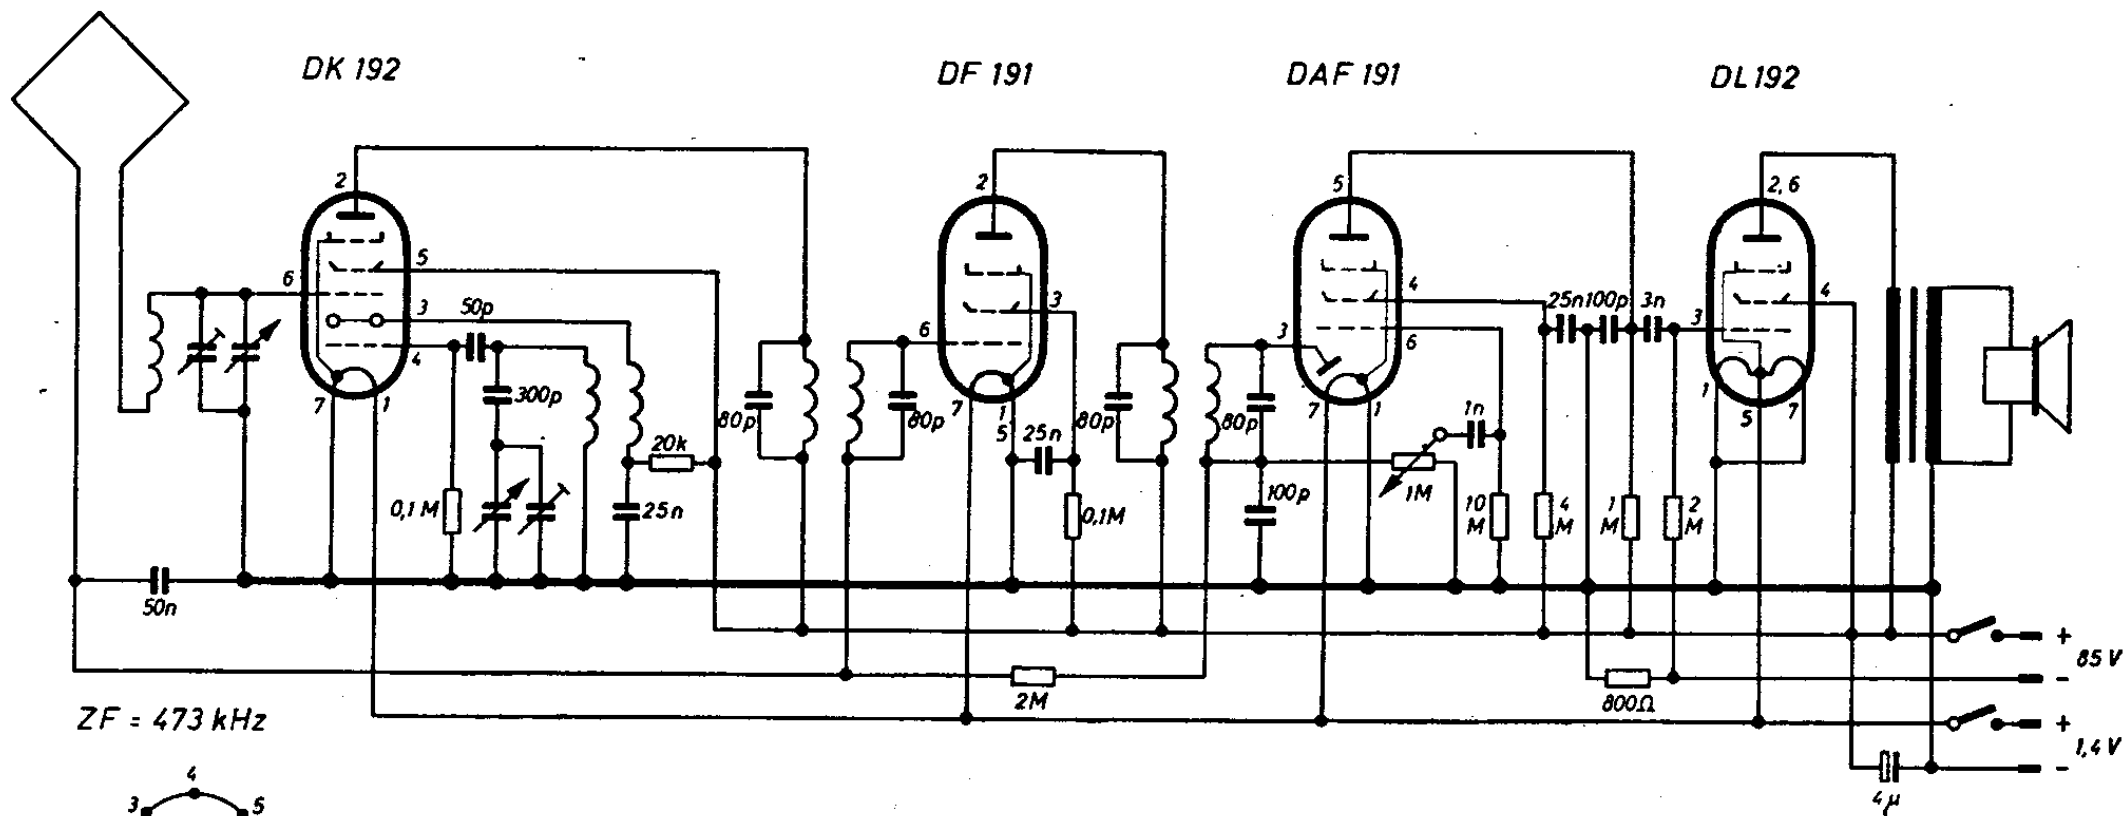 DK 192
DF 191
DAF 191
DL192
2
5
6
3
50p
4
7
1
300p
0,1 M
20k
25n
50n
80p
80p
2
3
6
7
1
5
25n
0,1M
2M
80p
80p
5
4
3
6
7
1
100p
1M
1n
10 M
4 M
1 M
2 M
25n
100p
3n
2, 6
4
3
1
5
7
800Ω
+
85 V
-
+
1,4 V
-
4µ
ZF = 473 kHz
4
3
5